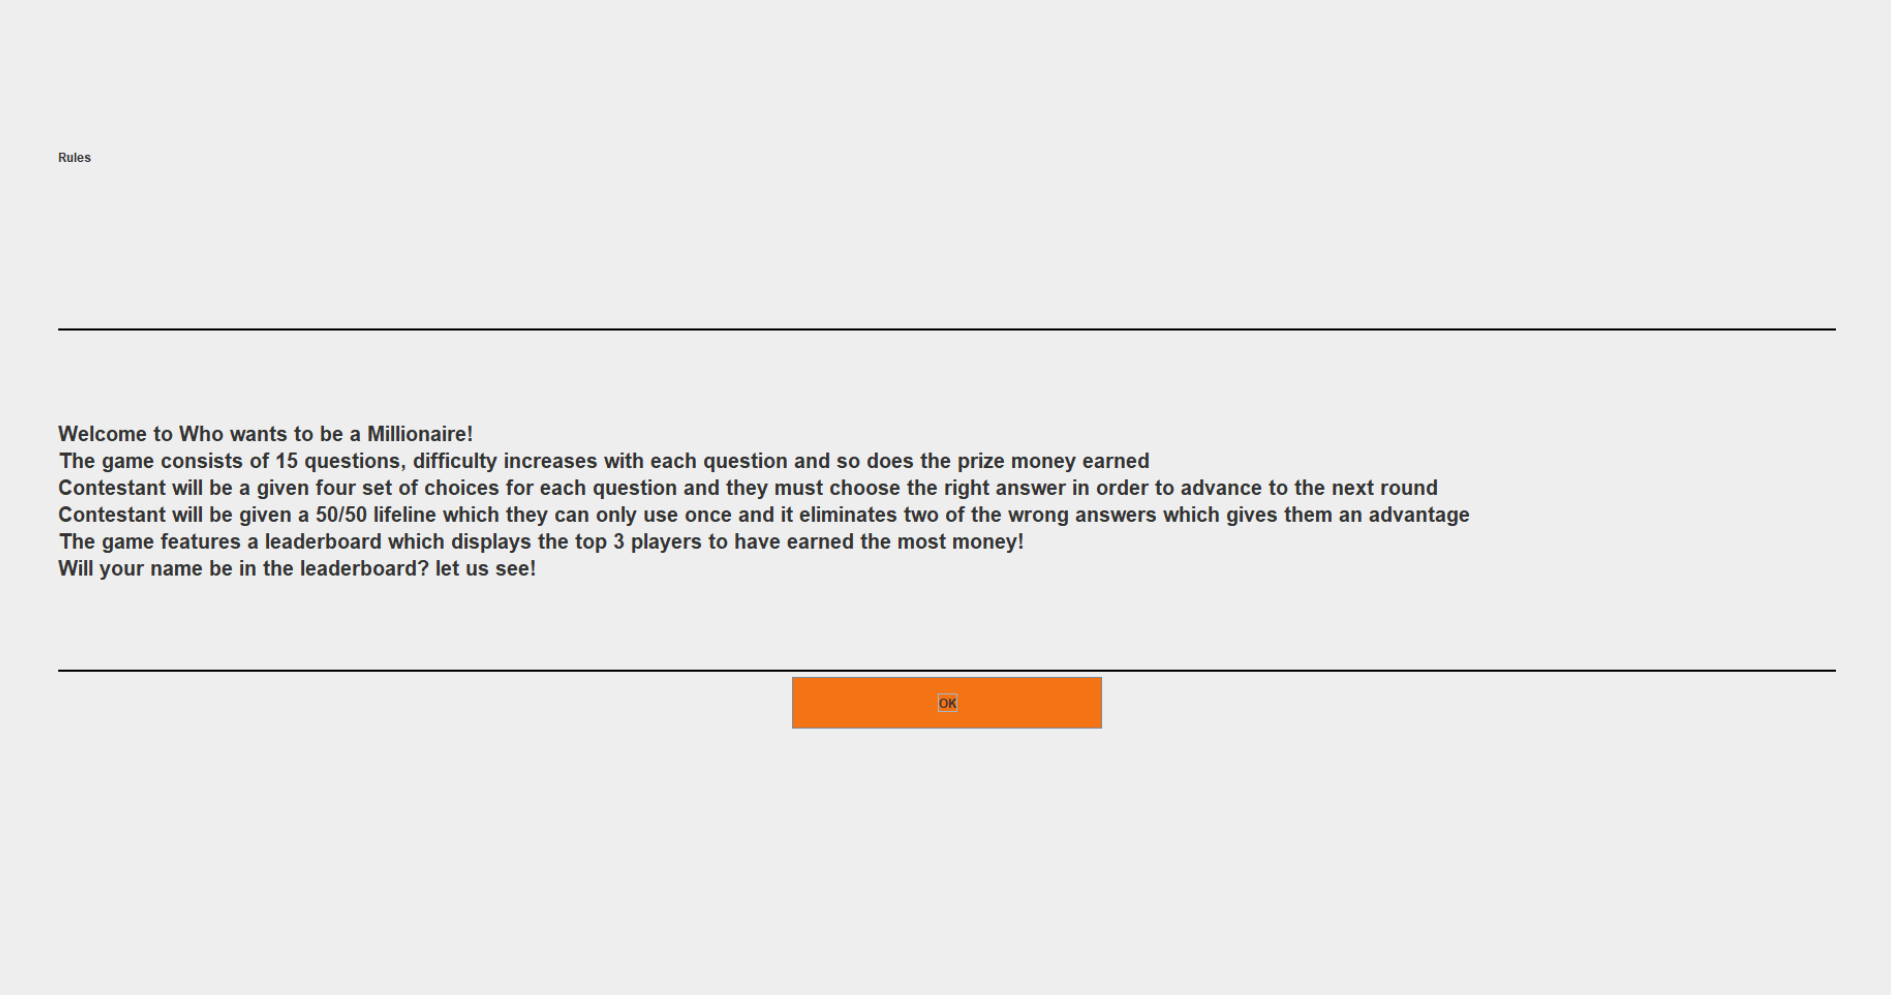 Rules
Welcome to Who wants to be a Millionaire!
The game consists of 15 questions, difficulty increases with each question and so does the prize money earned
Contestant will be a given four set of choices for each question and they must choose the right answer in order to advance to the next round
Contestant will be given a 50/50 lifeline which they can only use once and it eliminates two of the wrong answers which gives them an advantage
The game features a leaderboard which displays the top 3 players to have earned the most money!
Will your name be in the leaderboard? let us see!
OK